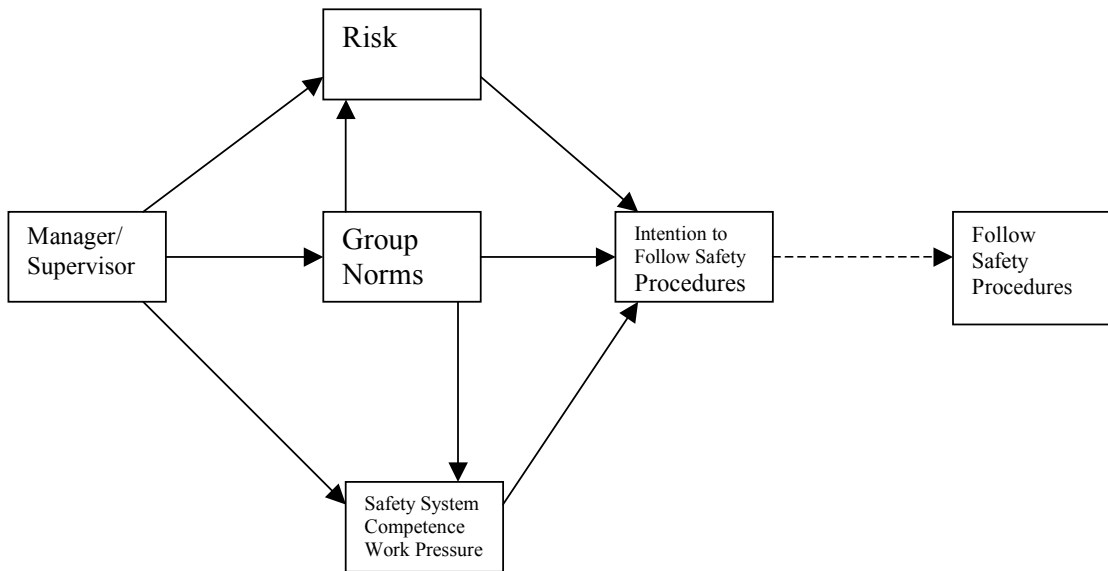 Risk
Manager/
Supervisor
Group
Norms
Intention to
Follow Safety
Procedures
Follow
Safety
Procedures
Safety System
Competence
Work Pressure